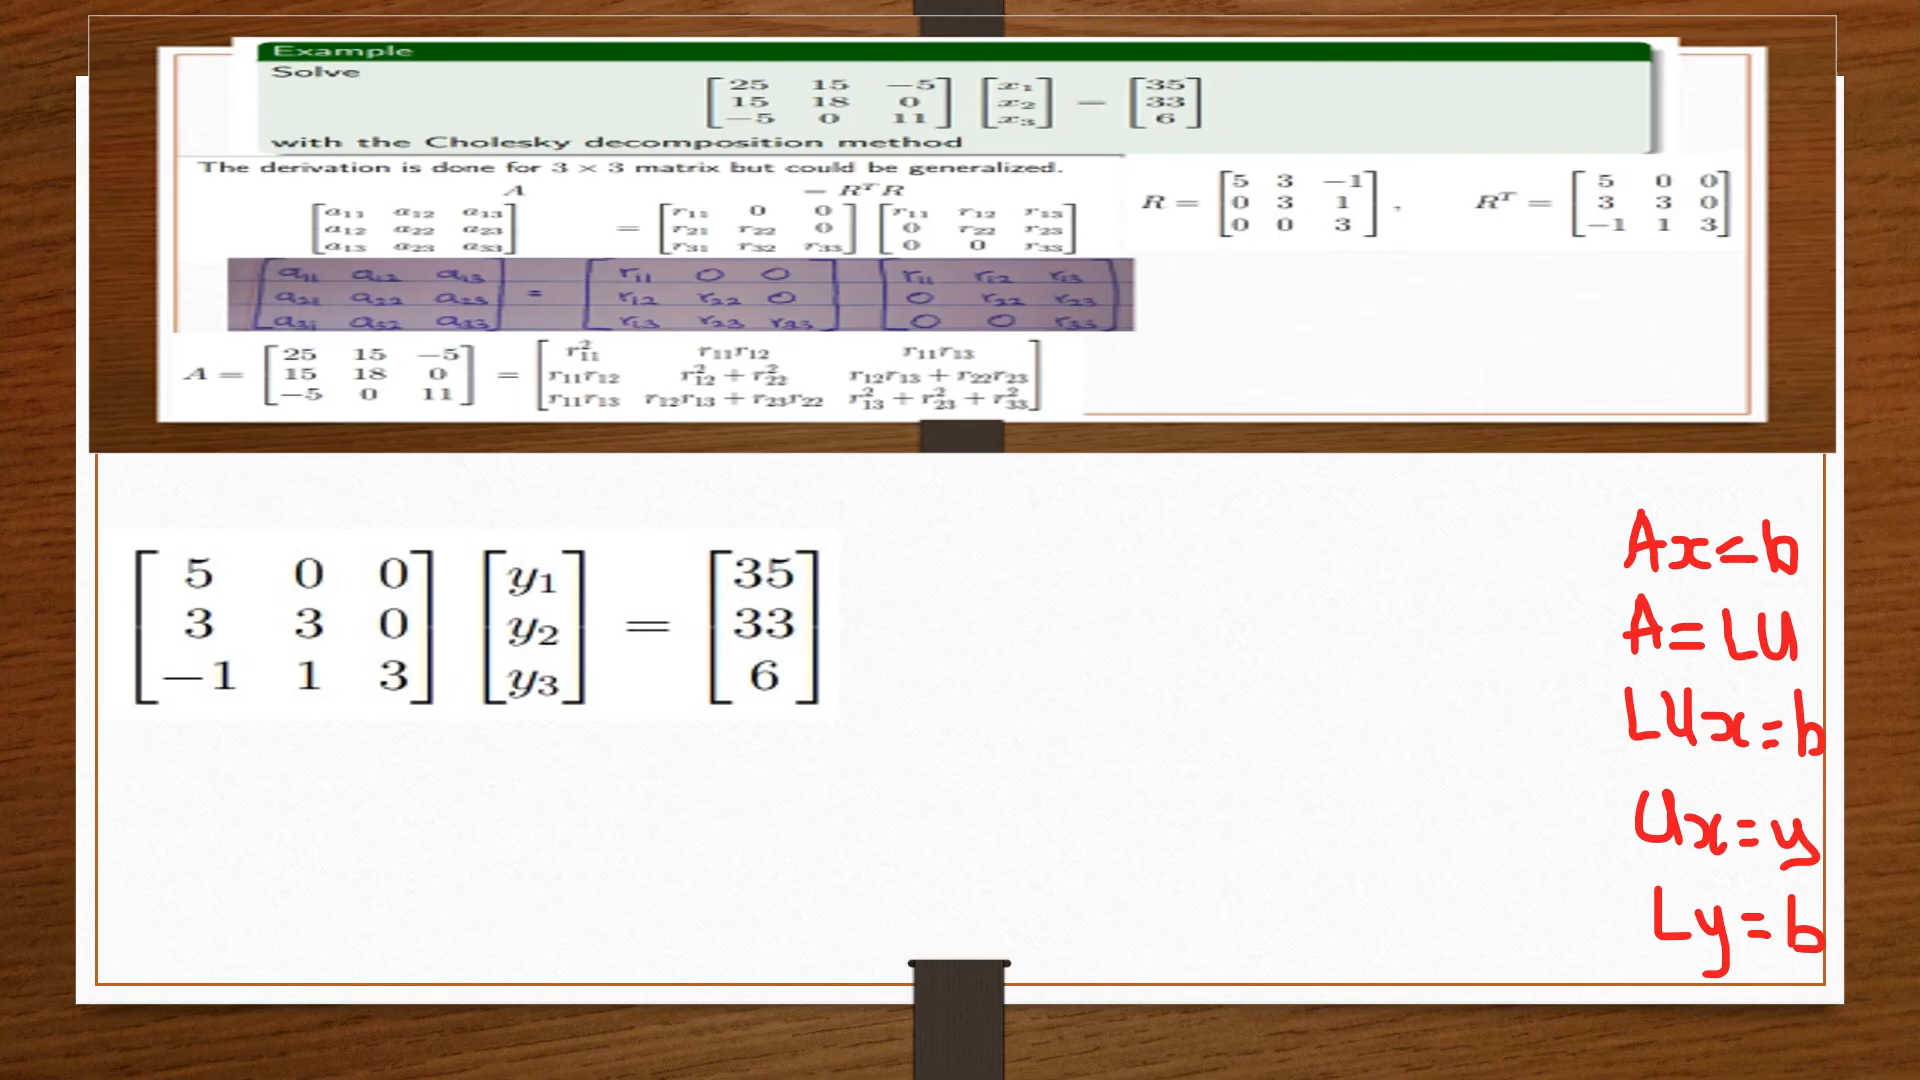 Example
Solve
[25 15 −5; 15 18 0; −5 0 11] [x₁; x₂; x₃] = [35; 33; 6]
with the Cholesky decomposition method
The derivation is done for 3 × 3 matrix but could be generalized.
A = RᵀR
[a₁₁ a₁₂ a₁₃; a₁₂ a₂₂ a₂₃; a₁₃ a₂₃ a₃₃] = [r₁₁ 0 0; r₂₁ r₂₂ 0; r₃₁ r₃₂ r₃₃] [r₁₁ r₁₂ r₁₃; 0 r₂₂ r₂₃; 0 0 r₃₃]
R = [5 3 −1; 0 3 1; 0 0 3] , Rᵀ = [5 0 0; 3 3 0; −1 1 3]
[a₁₁ a₁₂ a₁₃; a₂₁ a₂₂ a₂₃; a₃₁ a₃₂ a₃₃] = [r₁₁ 0 0; r₁₂ r₂₂ 0; r₁₃ r₂₃ r₃₃] [r₁₁ r₁₂ r₁₃; 0 r₂₂ r₂₃; 0 0 r₃₃]
A = [25 15 −5; 15 18 0; −5 0 11] = [r₁₁² r₁₁r₁₂ r₁₁r₁₃; r₁₁r₁₂ r₁₂² + r₂₂² r₁₂r₁₃ + r₂₂r₂₃; r₁₁r₁₃ r₁₂r₁₃ + r₂₃r₂₂ r₁₃² + r₂₃² + r₃₃²]
[5 0 0; 3 3 0; −1 1 3] [y₁; y₂; y₃] = [35; 33; 6]
Ax=b
A=LU
LUx=b
Ux=y
Ly=b